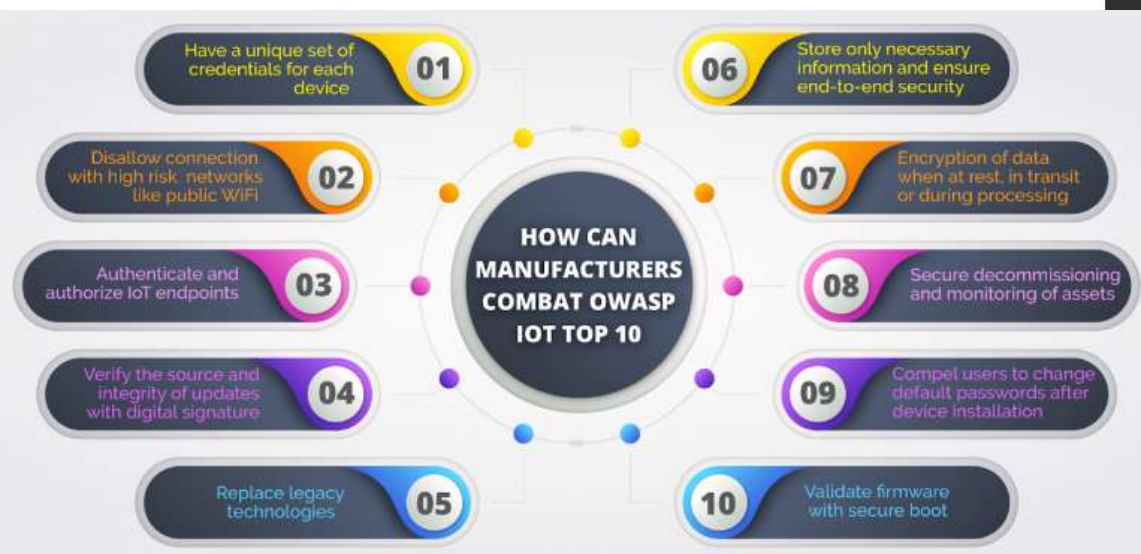 Have a unique set of
credentials for each
device
01
Disallow connection
with high risk networks
like public WiFi
02
Authenticate and
authorize IoT endpoints
03
Verify the source and
integrity of updates
with digital signature
04
Replace legacy
technologies
05
HOW CAN
MANUFACTURERS
COMBAT OWASP
IOT TOP 10
06
Store only necessary
information and ensure
end-to-end security
07
Encryption of data
when at rest, in transit
or during processing
08
Secure decommissioning
and monitoring of assets
09
Compel users to change
default passwords after
device installation
10
Validate firmware
with secure boot